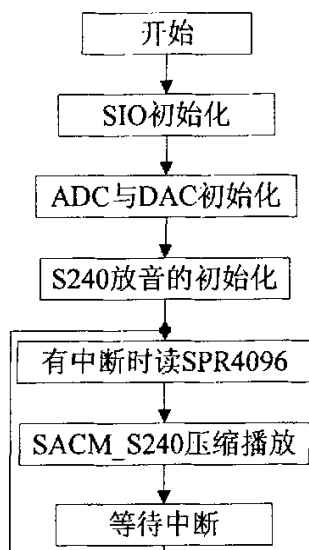 开始
SIO初始化
ADC与DAC初始化
S240放音的初始化
有中断时读SPR4096
SACM_S240压缩播放
等待中断